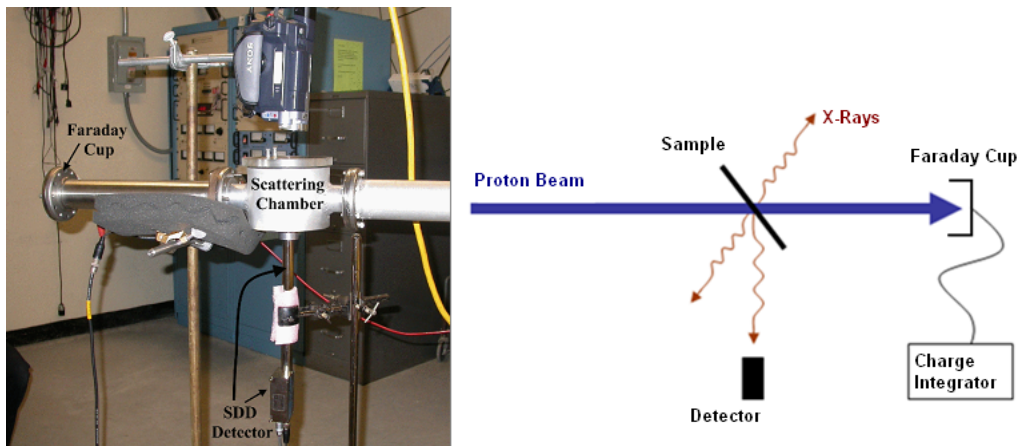 Faraday
Cup
SONY
Scattering
Chamber
SDD
Detector
X-Rays
Sample
Faraday Cup
Proton Beam
Detector
Charge
Integrator